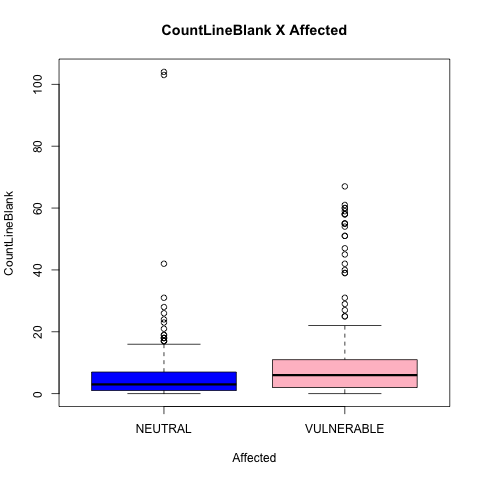 CountLineBlank X Affected
CountLineBlank
100
80
60
40
20
0
NEUTRAL
VULNERABLE
Affected